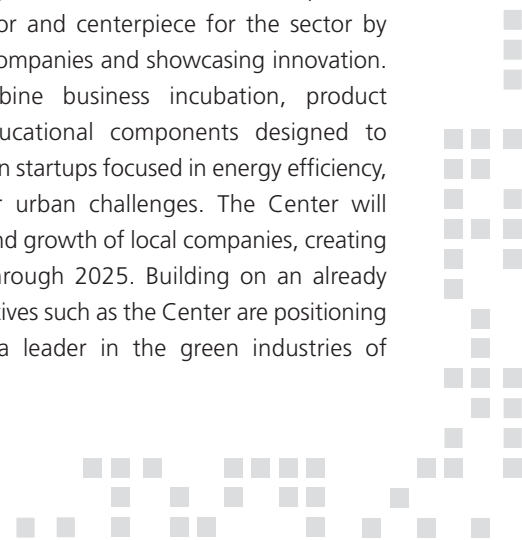 or and centerpiece for the sector by
ompanies and showcasing innovation.
bine business incubation, product
ucational components designed to
n startups focused in energy efficiency,
r urban challenges. The Center will
nd growth of local companies, creating
rough 2025. Building on an already
tives such as the Center are positioning
a leader in the green industries of